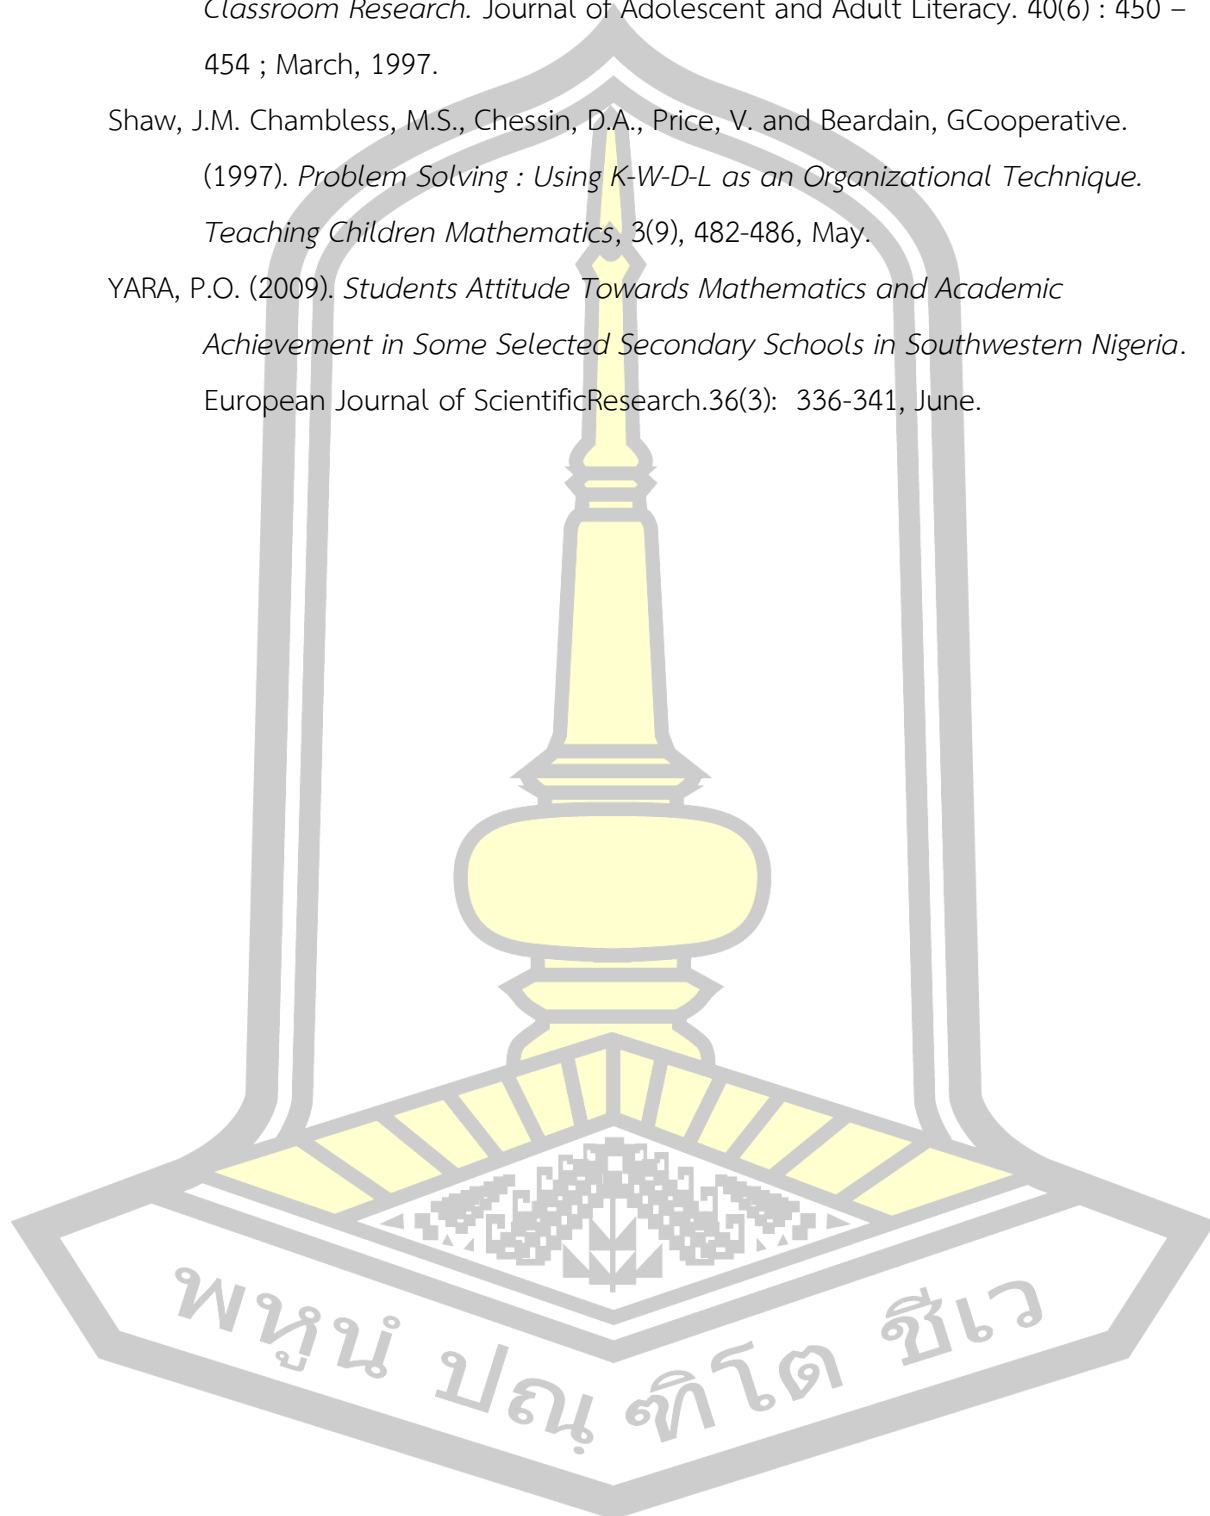 Classroom Research. Journal of Adolescent and Adult Literacy. 40(6) : 450 –
454 ; March, 1997.
Shaw, J.M. Chambless, M.S., Chessin, D.A., Price, V. and Beardain, GCooperative.
(1997). Problem Solving : Using K-W-D-L as an Organizational Technique.
Teaching Children Mathematics, 3(9), 482-486, May.
YARA, P.O. (2009). Students Attitude Towards Mathematics and Academic
Achievement in Some Selected Secondary Schools in Southwestern Nigeria.
European Journal of ScientificResearch.36(3):  336-341, June.
พหูนํ ปณฺ ฑิโต ชีเว